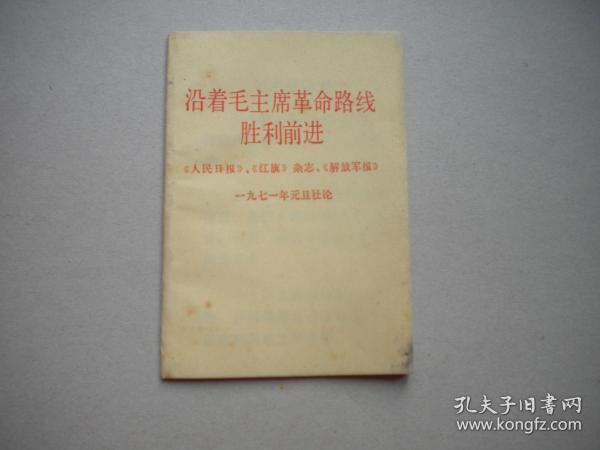 沿着毛主席革命路线
胜利前进
《人民日报》、《红旗》杂志、《解放军报》
一九七一年元旦社论
孔夫子旧书网
www.kongfz.com